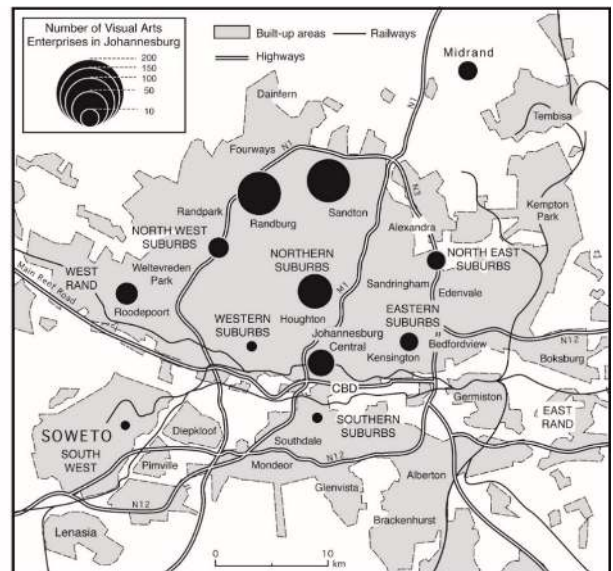 Number of Visual Arts
Enterprises in Johannesburg
200
150
100
50
10
Built-up areas
Railways
Highways
Midrand
N1
Dainfern
Tembisa
Fourways
N1
N3
Kempton
Park
Randpark
Randburg
Sandton
Alexandra
NORTH WEST
SUBURBS
NORTHERN
SUBURBS
NORTH EAST
SUBURBS
WEST
RAND
Weltevreden
Park
Sandringham
Edenvale
Main Reef Road
M1
Roodepoort
WESTERN
SUBURBS
Houghton
EASTERN
SUBURBS
Johannesburg
Central
Kensington
Bedfordview
N12
Boksburg
CBD
Germiston
EAST
RAND
SOWETO
SOUTH
WEST
Diepkloof
SOUTHERN
SUBURBS
Southdale
Pimville
Mondeor
N12
Alberton
Glenvista
N12
Brackenhurst
Lenasia
0
10
km